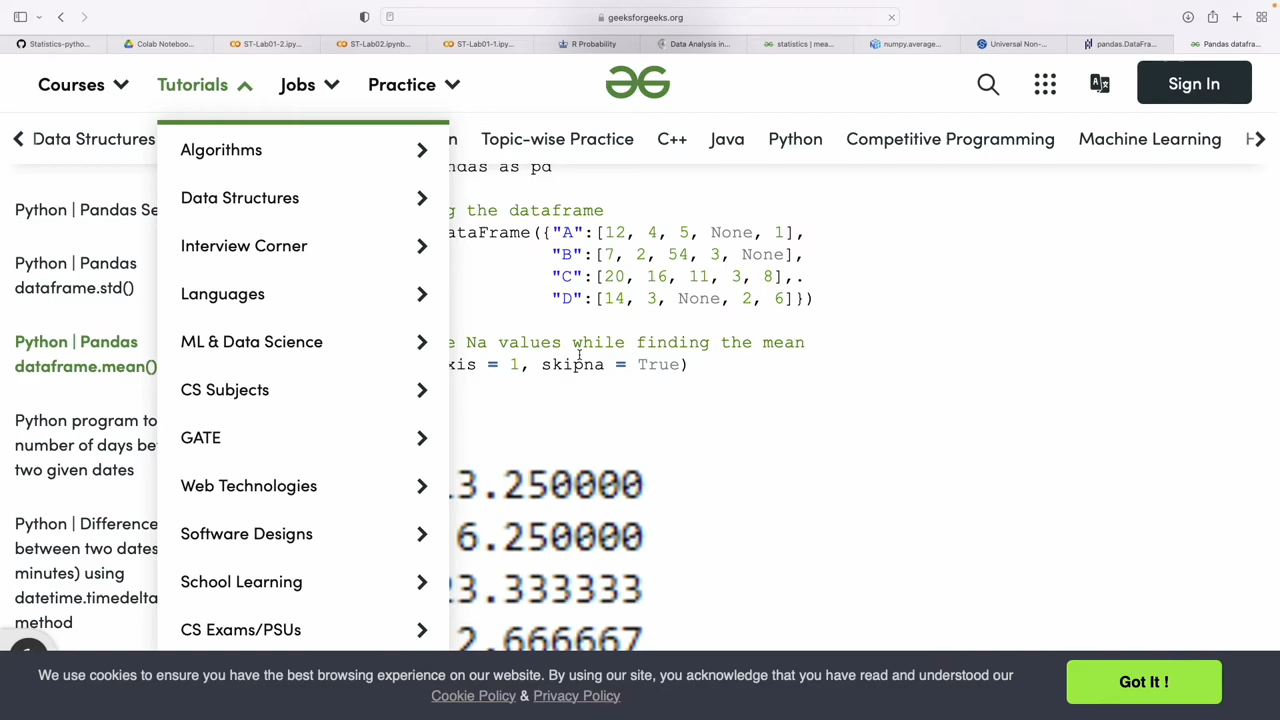 geeksforgeeks.org
Statistics-pytho...
Colab Noteboo...
ST-Lab01-2.ipy...
ST-Lab02.ipynb...
ST-Lab01-1.ipy...
R Probability
Data Analysis in...
statistics | mea...
numpy.average...
Universal Non-...
pandas.DataFra...
Pandas datafra...
Courses
Tutorials
Jobs
Practice
Sign In
Data Structures
n
Topic-wise Practice
C++
Java
Python
Competitive Programming
Machine Learning
Algorithms
Data Structures
Interview Corner
Languages
ML & Data Science
CS Subjects
GATE
Web Technologies
Software Designs
School Learning
CS Exams/PSUs
Python | Pandas Se
Python | Pandas
dataframe.std()
Python | Pandas
dataframe.mean()
Python program to
number of days be
two given dates
Python | Difference
between two dates
minutes) using
datetime.timedelta
method
ndas as pd
g the dataframe
ataFrame({"A":[12, 4, 5, None, 1],
"B":[7, 2, 54, 3, None],
"C":[20, 16, 11, 3, 8],.
"D":[14, 3, None, 2, 6]})
e Na values while finding the mean
xis = 1, skipna = True)
3.250000
6.250000
3.333333
2.666667
We use cookies to ensure you have the best browsing experience on our website. By using our site, you acknowledge that you have read and understood our
Cookie Policy & Privacy Policy
Got It !